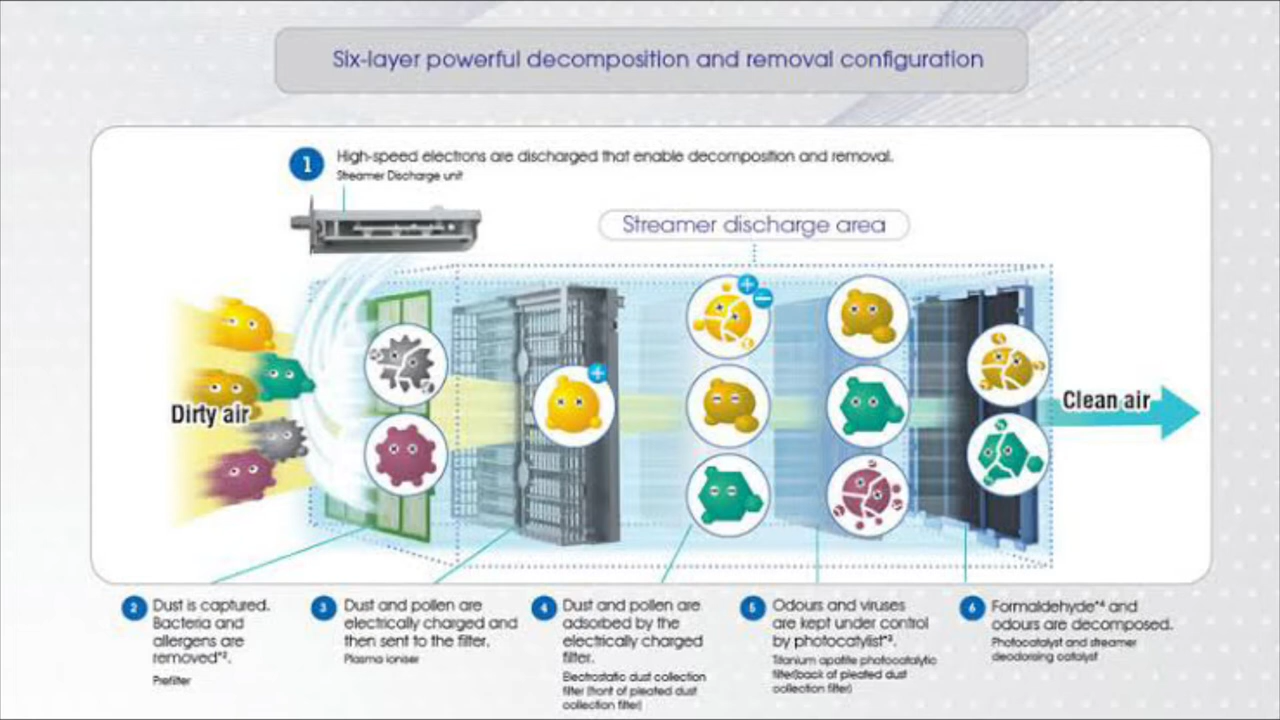 Six-layer powerful decomposition and removal configuration
1
High-speed electrons are discharged that enable decomposition and removal.
Streamer Discharge unit
Streamer discharge area
Dirty air
Clean air
2
Dust is captured.
Bacteria and
allergens are
removed*2.
Prefilter
3
Dust and pollen are
electrically charged and
then sent to the filter.
Plasma ioniser
4
Dust and pollen are
adsorbed by the
electrically charged
filter.
Electrostatic dust collection
filter (front of pleated dust
collection filter)
5
Odours and viruses
are kept under control
by photocatylist*3.
Titanium apatite photocatalytic
filter(back of pleated dust
collection filter)
6
Formaldehyde*4 and
odours are decomposed.
Photocatalyst and streamer
deodorising catalyst